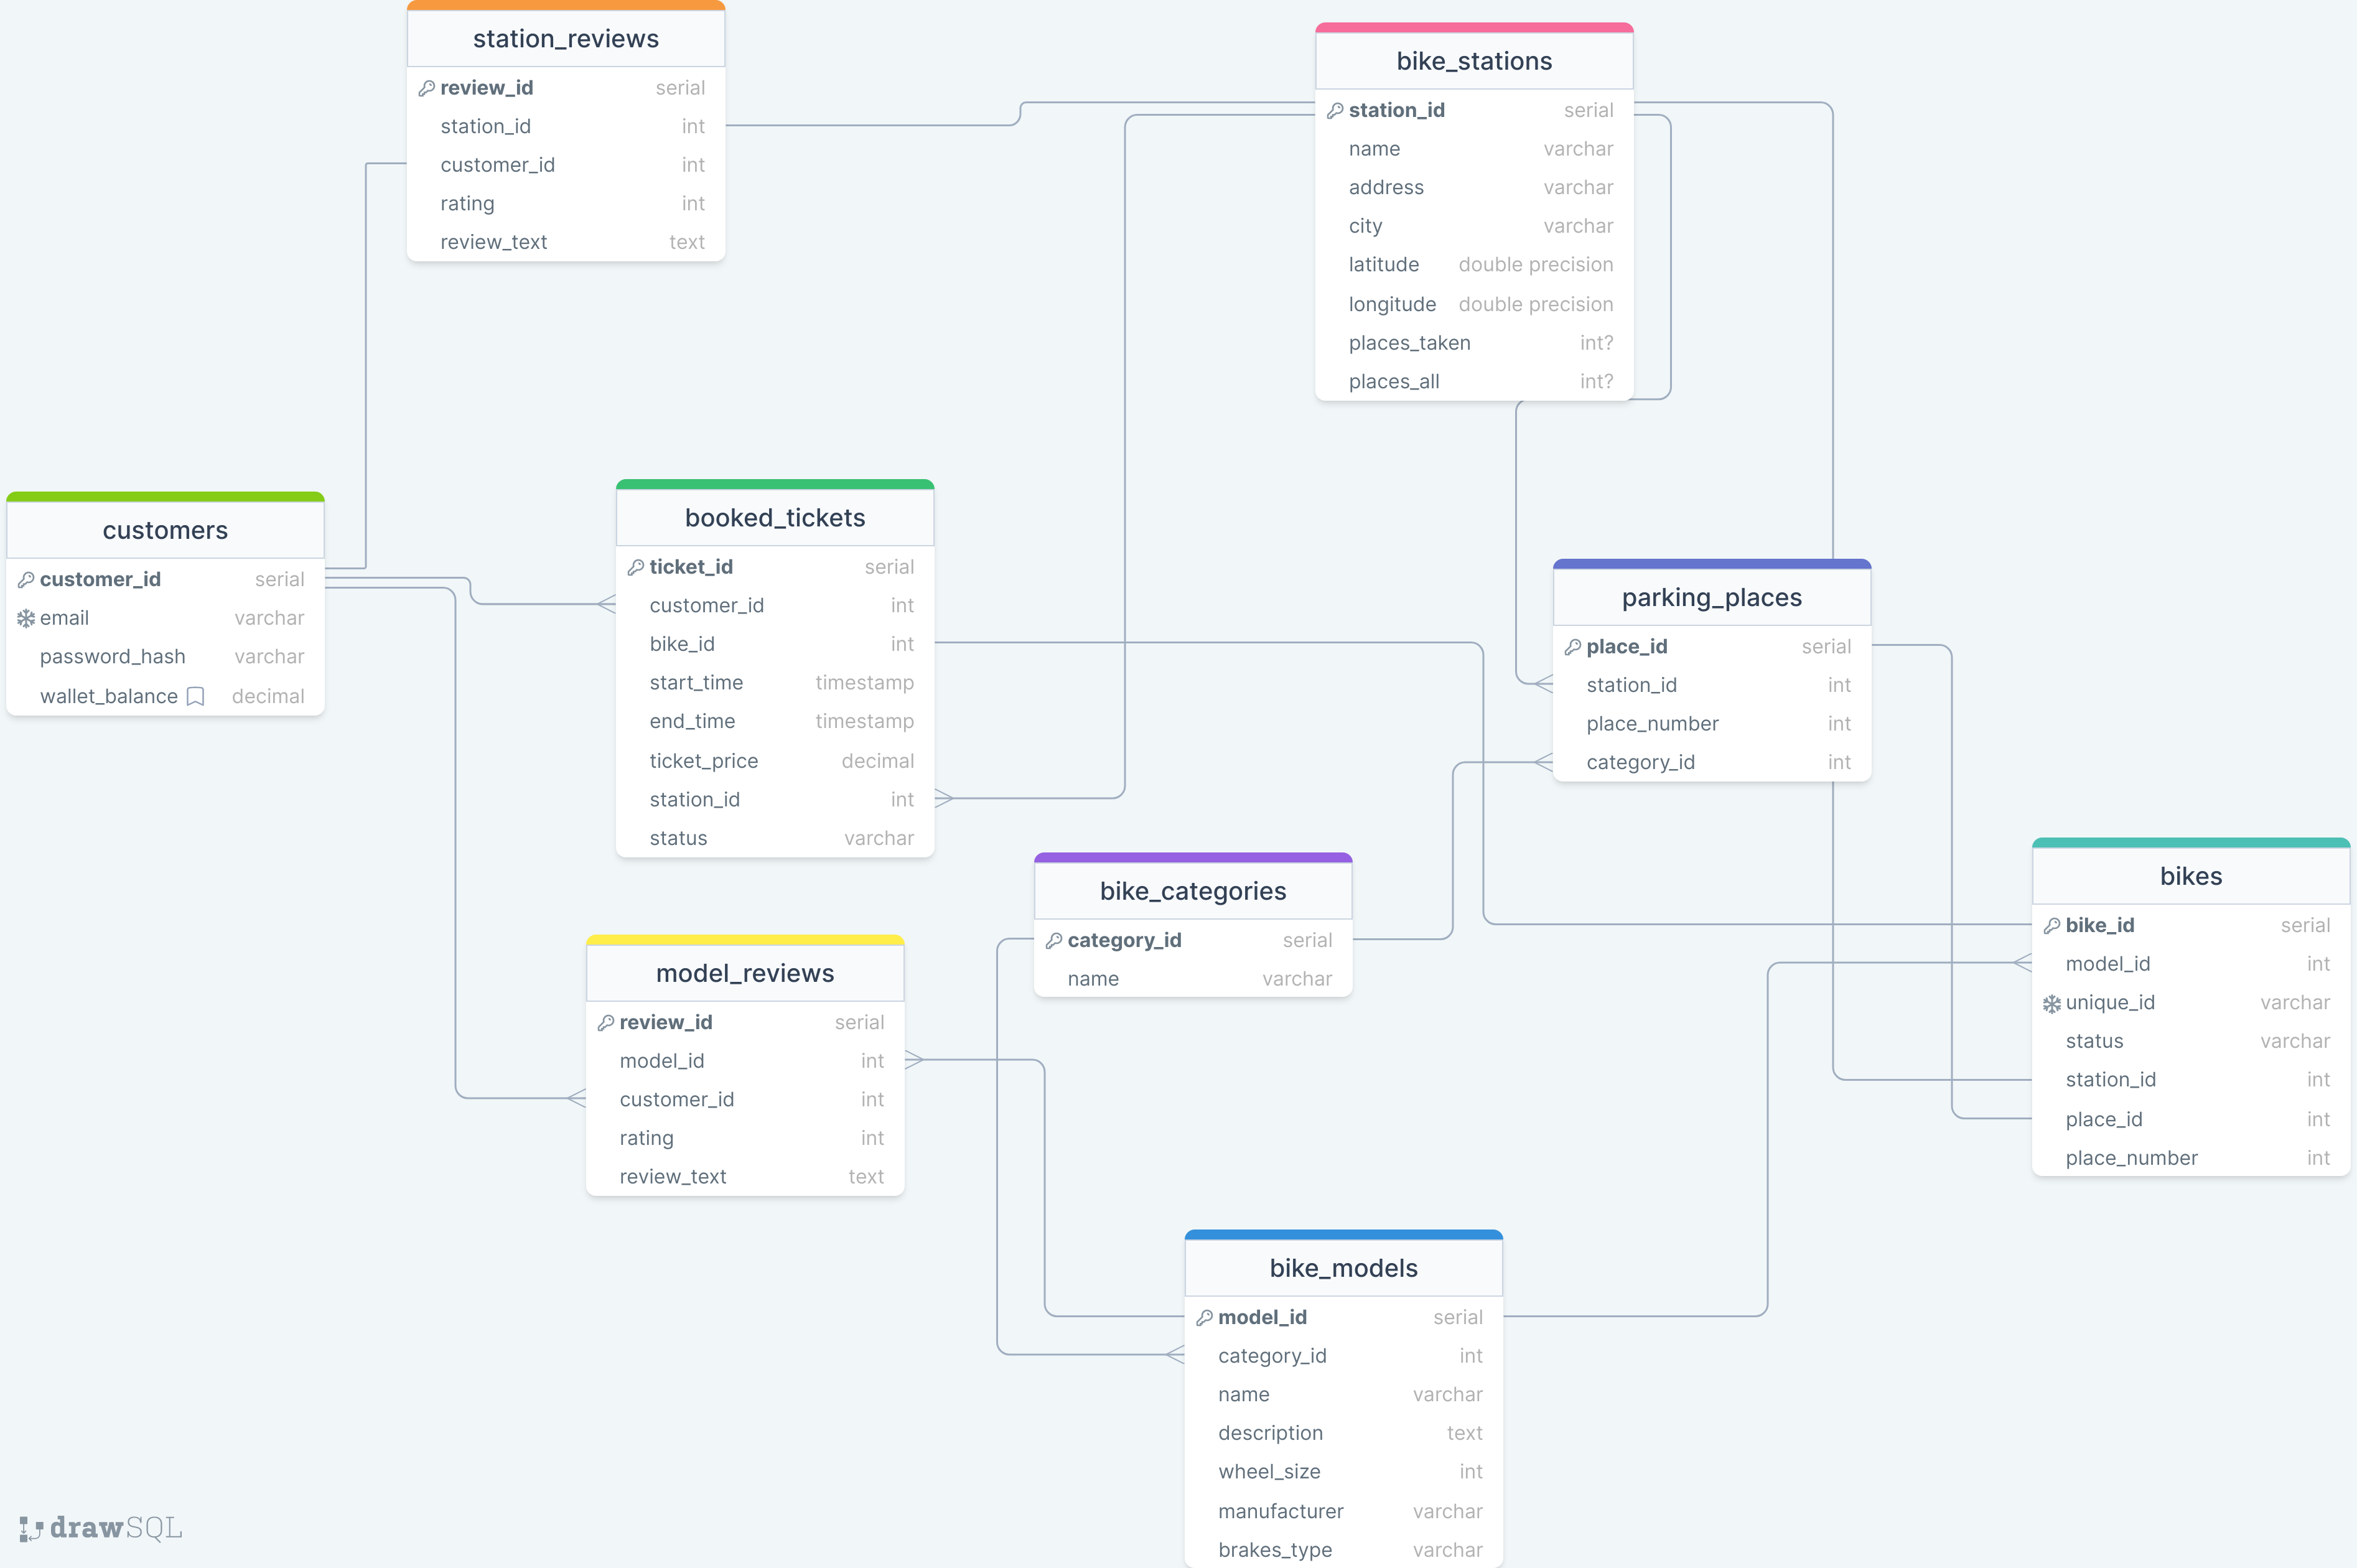 station_reviews
review_id serial
station_id int
customer_id int
rating int
review_text text
bike_stations
station_id serial
name varchar
address varchar
city varchar
latitude double precision
longitude double precision
places_taken int?
places_all int?
customers
customer_id serial
email varchar
password_hash varchar
wallet_balance decimal
booked_tickets
ticket_id serial
customer_id int
bike_id int
start_time timestamp
end_time timestamp
ticket_price decimal
station_id int
status varchar
parking_places
place_id serial
station_id int
place_number int
category_id int
bike_categories
category_id serial
name varchar
bikes
bike_id serial
model_id int
unique_id varchar
status varchar
station_id int
place_id int
place_number int
model_reviews
review_id serial
model_id int
customer_id int
rating int
review_text text
bike_models
model_id serial
category_id int
name varchar
description text
wheel_size int
manufacturer varchar
brakes_type varchar
drawSQL